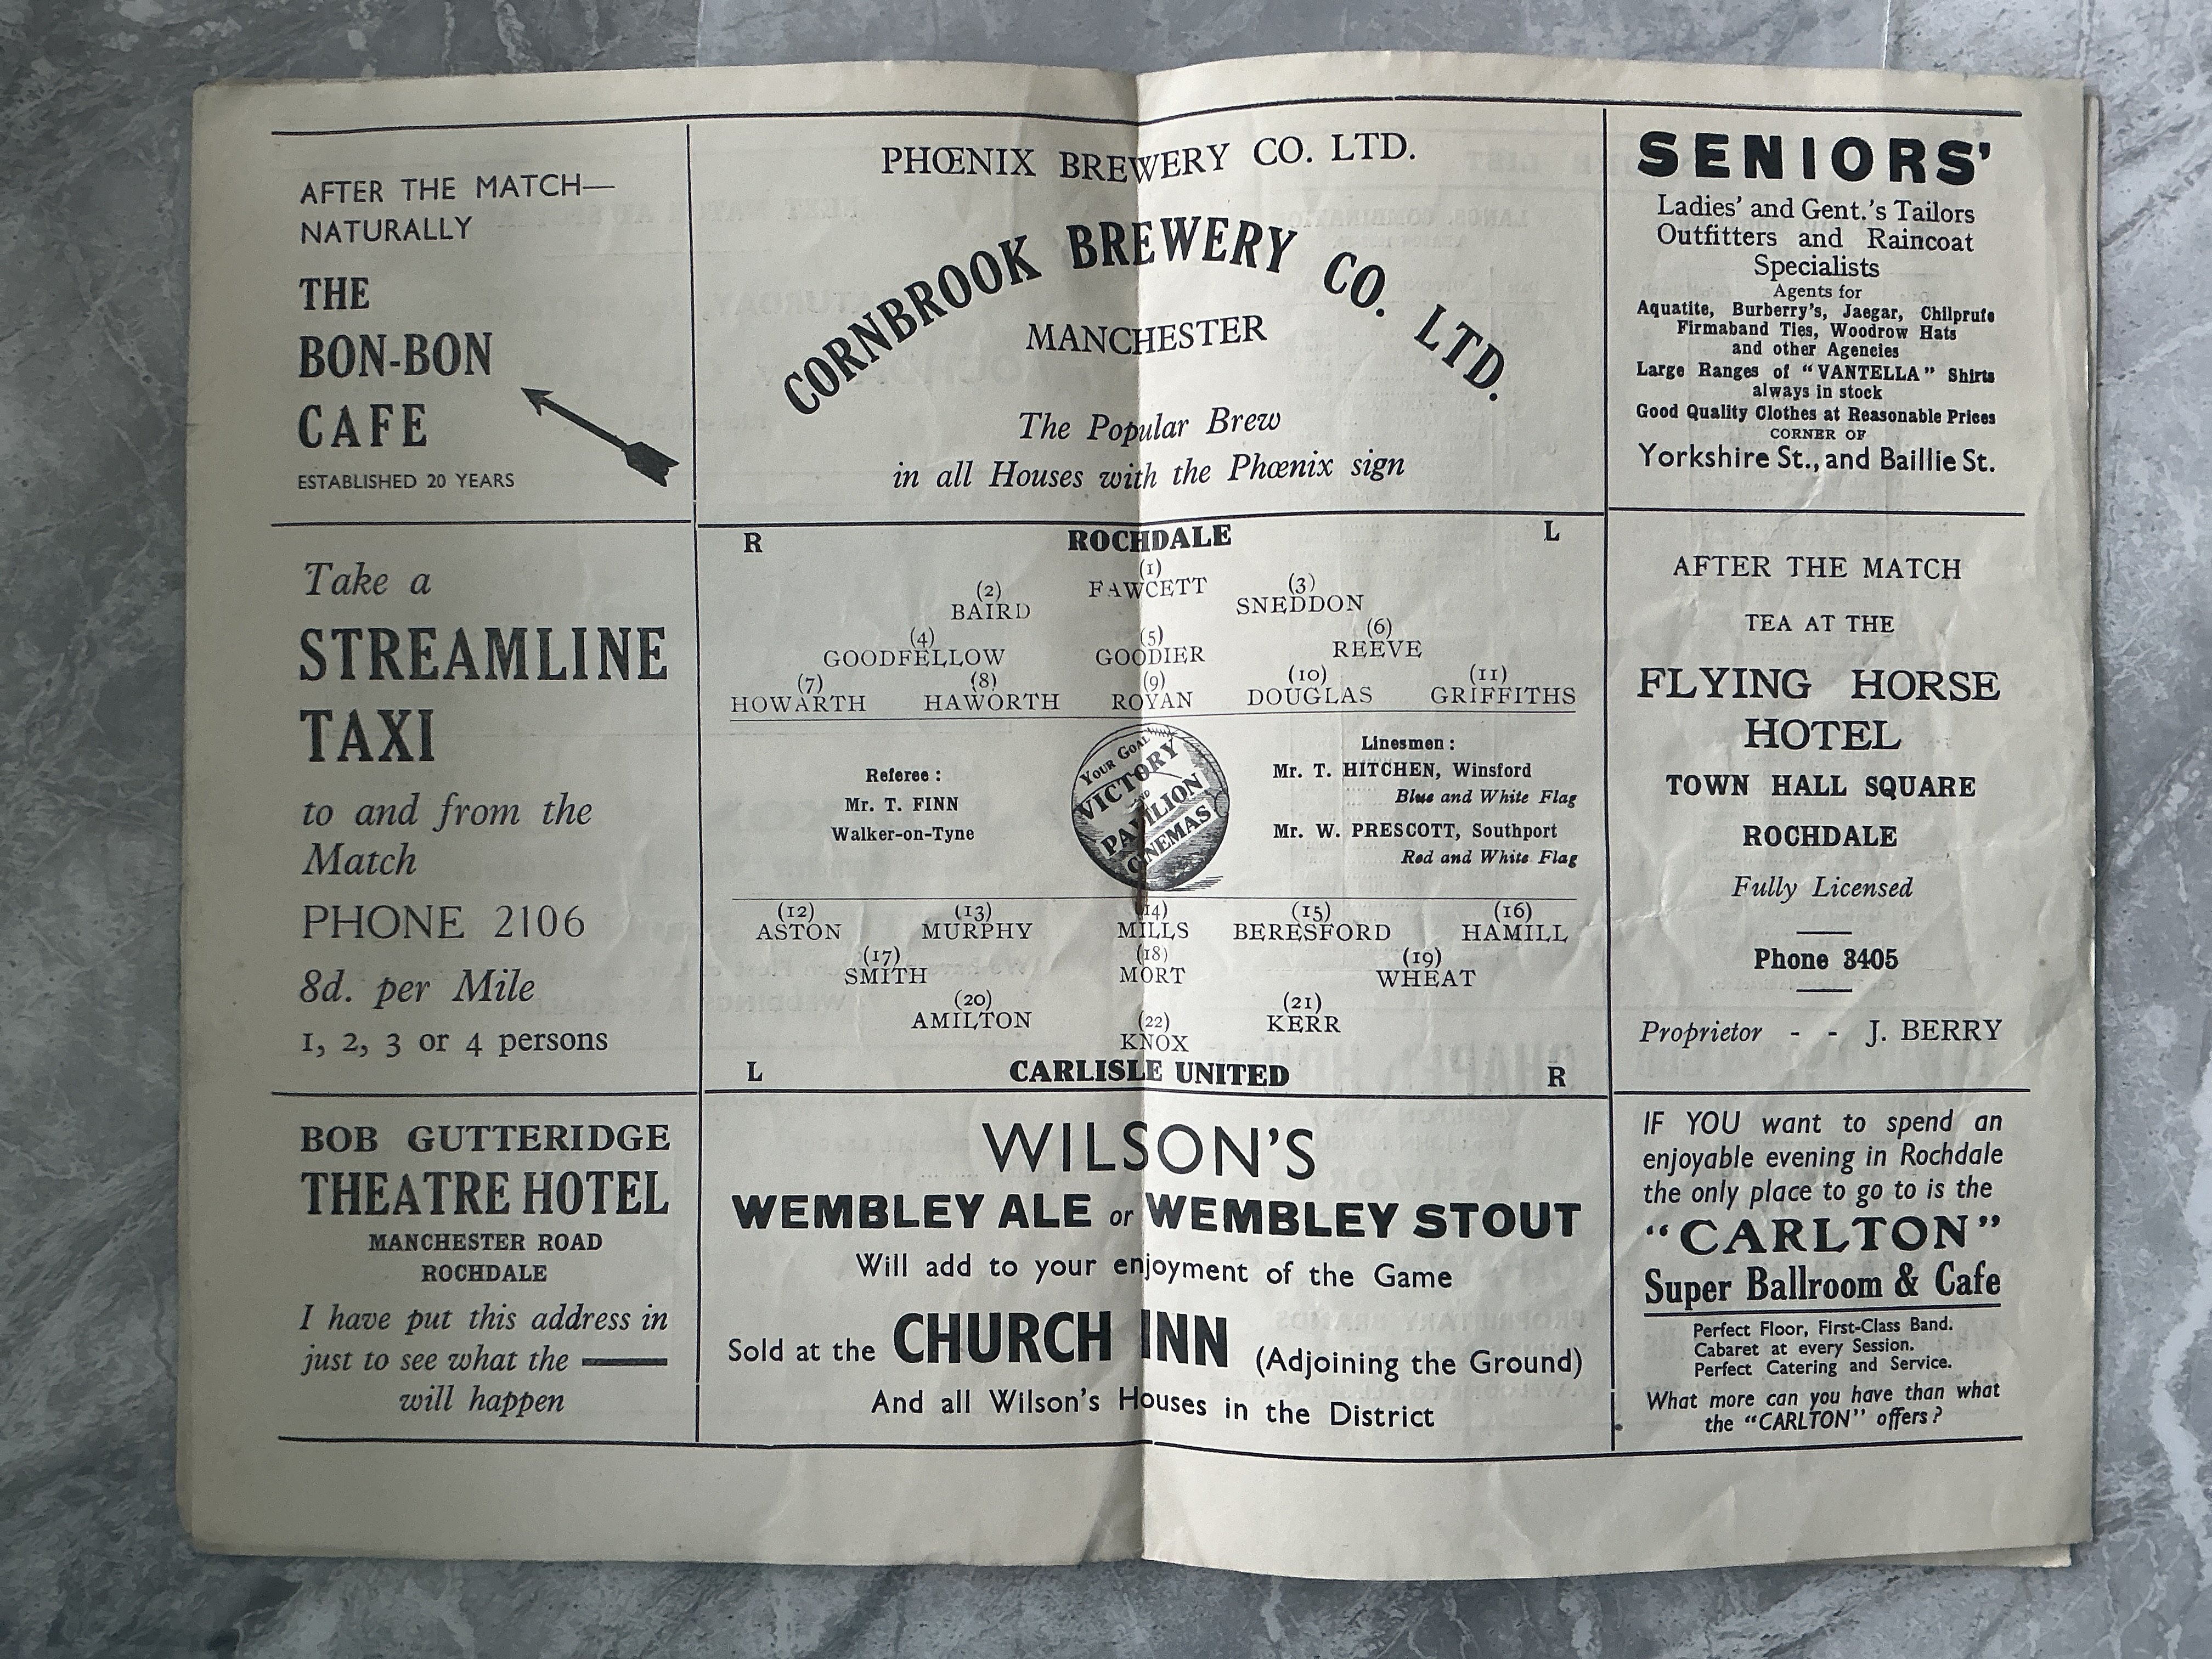 AFTER THE MATCH—
NATURALLY
THE
BON-BON
CAFE
ESTABLISHED 20 YEARS
Take a
STREAMLINE
TAXI
to and from the
Match
PHONE 2106
8d. per Mile
1, 2, 3 or 4 persons
BOB GUTTERIDGE
THEATRE HOTEL
MANCHESTER ROAD
ROCHDALE
I have put this address in
just to see what the ——
will happen
PHŒNIX BREWERY CO. LTD.
CORNBROOK BREWERY CO. LTD.
MANCHESTER
The Popular Brew
in all Houses with the Phœnix sign
R ROCHDALE L
(1)
FAWCETT
(2) (3)
BAIRD SNEDDON
(4) (5) (6)
GOODFELLOW GOODIER REEVE
(7) (8) (9) (10) (11)
HOWARTH HAWORTH ROVAN DOUGLAS GRIFFITHS
Referee :
Mr. T. FINN
Walker-on-Tyne
YOUR GOAL
VICTORY
AND
PAVILION
CINEMAS
Linesmen :
Mr. T. HITCHEN, Winsford
Blue and White Flag
Mr. W. PRESCOTT, Southport
Red and White Flag
(12) (13) (14) (15) (16)
ASTON MURPHY MILLS BERESFORD HAMILL
(17) (18) (19)
SMITH MORT WHEAT
(20) (21)
AMILTON KERR
(22)
KNOX
L CARLISLE UNITED R
WILSON'S
WEMBLEY ALE or WEMBLEY STOUT
Will add to your enjoyment of the Game
Sold at the CHURCH INN (Adjoining the Ground)
And all Wilson's Houses in the District
SENIORS'
Ladies' and Gent.'s Tailors
Outfitters and Raincoat
Specialists
Agents for
Aquatite, Burberry's, Jaegar, Chilprufe
Firmaband Ties, Woodrow Hats
and other Agencies
Large Ranges of "VANTELLA" Shirts
always in stock
Good Quality Clothes at Reasonable Prices
CORNER OF
Yorkshire St., and Baillie St.
AFTER THE MATCH
TEA AT THE
FLYING HORSE
HOTEL
TOWN HALL SQUARE
ROCHDALE
Fully Licensed
Phone 3405
Proprietor - - J. BERRY
IF YOU want to spend an
enjoyable evening in Rochdale
the only place to go to is the
"CARLTON"
Super Ballroom & Cafe
Perfect Floor, First-Class Band.
Cabaret at every Session.
Perfect Catering and Service.
What more can you have than what
the "CARLTON" offers?